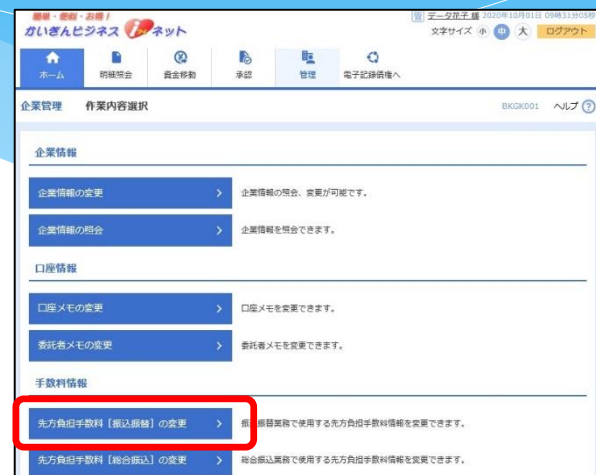 簡単・便利・お得！
がいぎんビジネス iネット
データ花子 様 2020年10月01日 09時31分05秒
文字サイズ 小 中 大 ログアウト
ホーム 明細照会 資金移動 承認 管理 電子記録債権へ
企業管理 作業内容選択 BKGK001 ヘルプ ?
企業情報
企業情報の変更 企業情報の照会、変更が可能です。
企業情報の照会 企業情報を照会できます。
口座情報
口座メモの変更 口座メモを変更できます。
委託者メモの変更 委託者メモを変更できます。
手数料情報
先方負担手数料［振込振替］の変更 振込振替業務で使用する先方負担手数料情報を変更できます。
先方負担手数料［総合振込］の変更 総合振込業務で使用する先方負担手数料情報を変更できます。